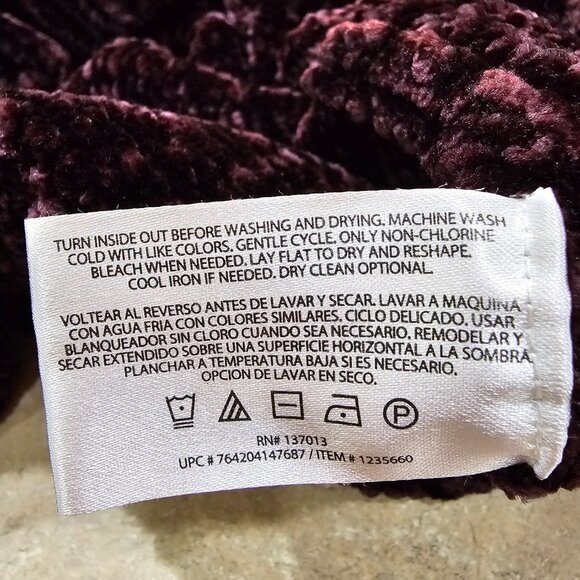 TURN INSIDE OUT BEFORE WASHING AND DRYING. MACHINE WASH
COLD WITH LIKE COLORS. GENTLE CYCLE. ONLY NON-CHLORINE
BLEACH WHEN NEEDED. LAY FLAT TO DRY AND RESHAPE.
COOL IRON IF NEEDED. DRY CLEAN OPTIONAL.
VOLTEAR AL REVERSO ANTES DE LAVAR Y SECAR. LAVAR A MAQUINA
CON AGUA FRIA CON COLORES SIMILARES. CICLO DELICADO. USAR
BLANQUEADOR SIN CLORO CUANDO SEA NECESARIO. REMODELAR Y
SECAR EXTENDIDO SOBRE UNA SUPERFICIE HORIZONTAL A LA SOMBRA.
PLANCHAR A TEMPERATURA BAJA SI ES NECESARIO.
OPCION DE LAVAR EN SECO.
P
RN# 137013
UPC # 764204147687 / ITEM # 1235660